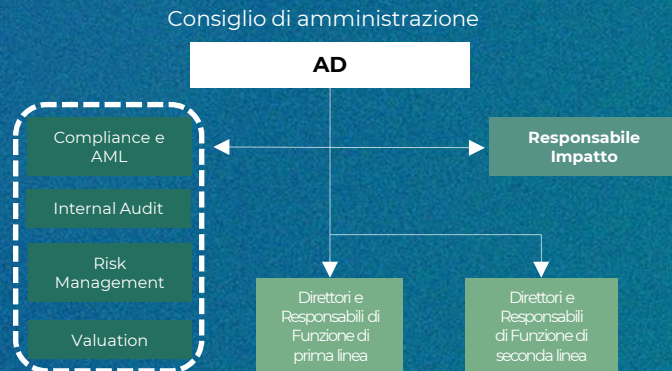 Consiglio di amministrazione
AD
Compliance e
AML
Internal Audit
Risk
Management
Valuation
Responsabile
Impatto
Direttori e
Responsabili di
Funzione di
prima linea
Direttori e
Responsabili
di Funzione di
seconda linea